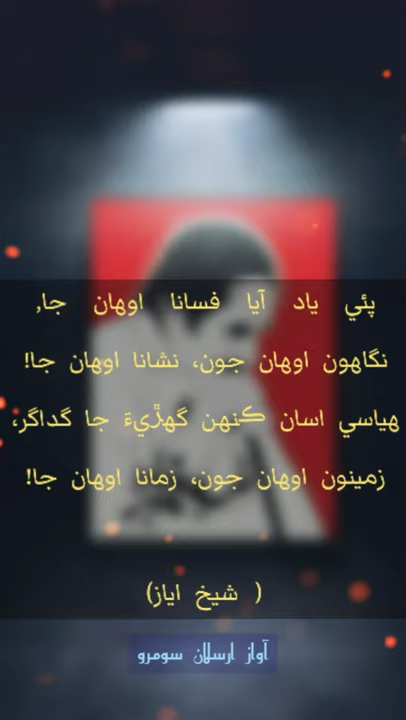 پئي ياد آيا فسانا اوهان جا,
نگاهون اوهان جون، نشانا اوهان جا!
هياسي اسان ڪنهن گهڙيءَ جا گداگر،
زمينون اوهان جون، زمانا اوهان جا!
( شيخ اياز)
آواز ارسلان سومرو